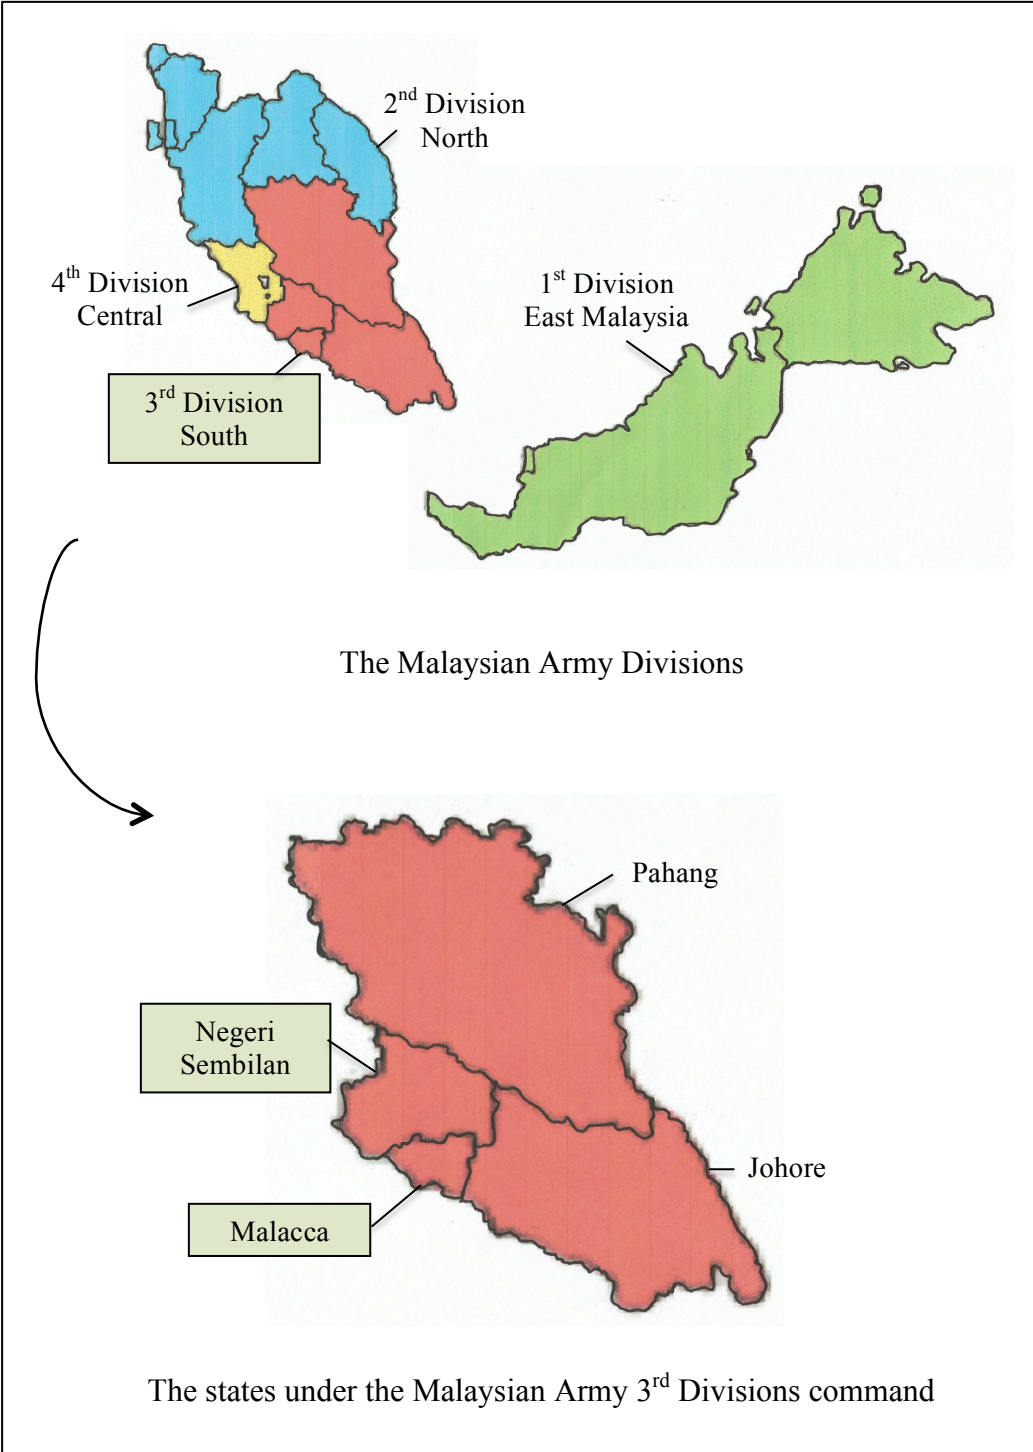 2nd Division
North
4th Division
Central
1st Division
East Malaysia
3rd Division
South
The Malaysian Army Divisions
Pahang
Negeri
Sembilan
Johore
Malacca
The states under the Malaysian Army 3rd Divisions command